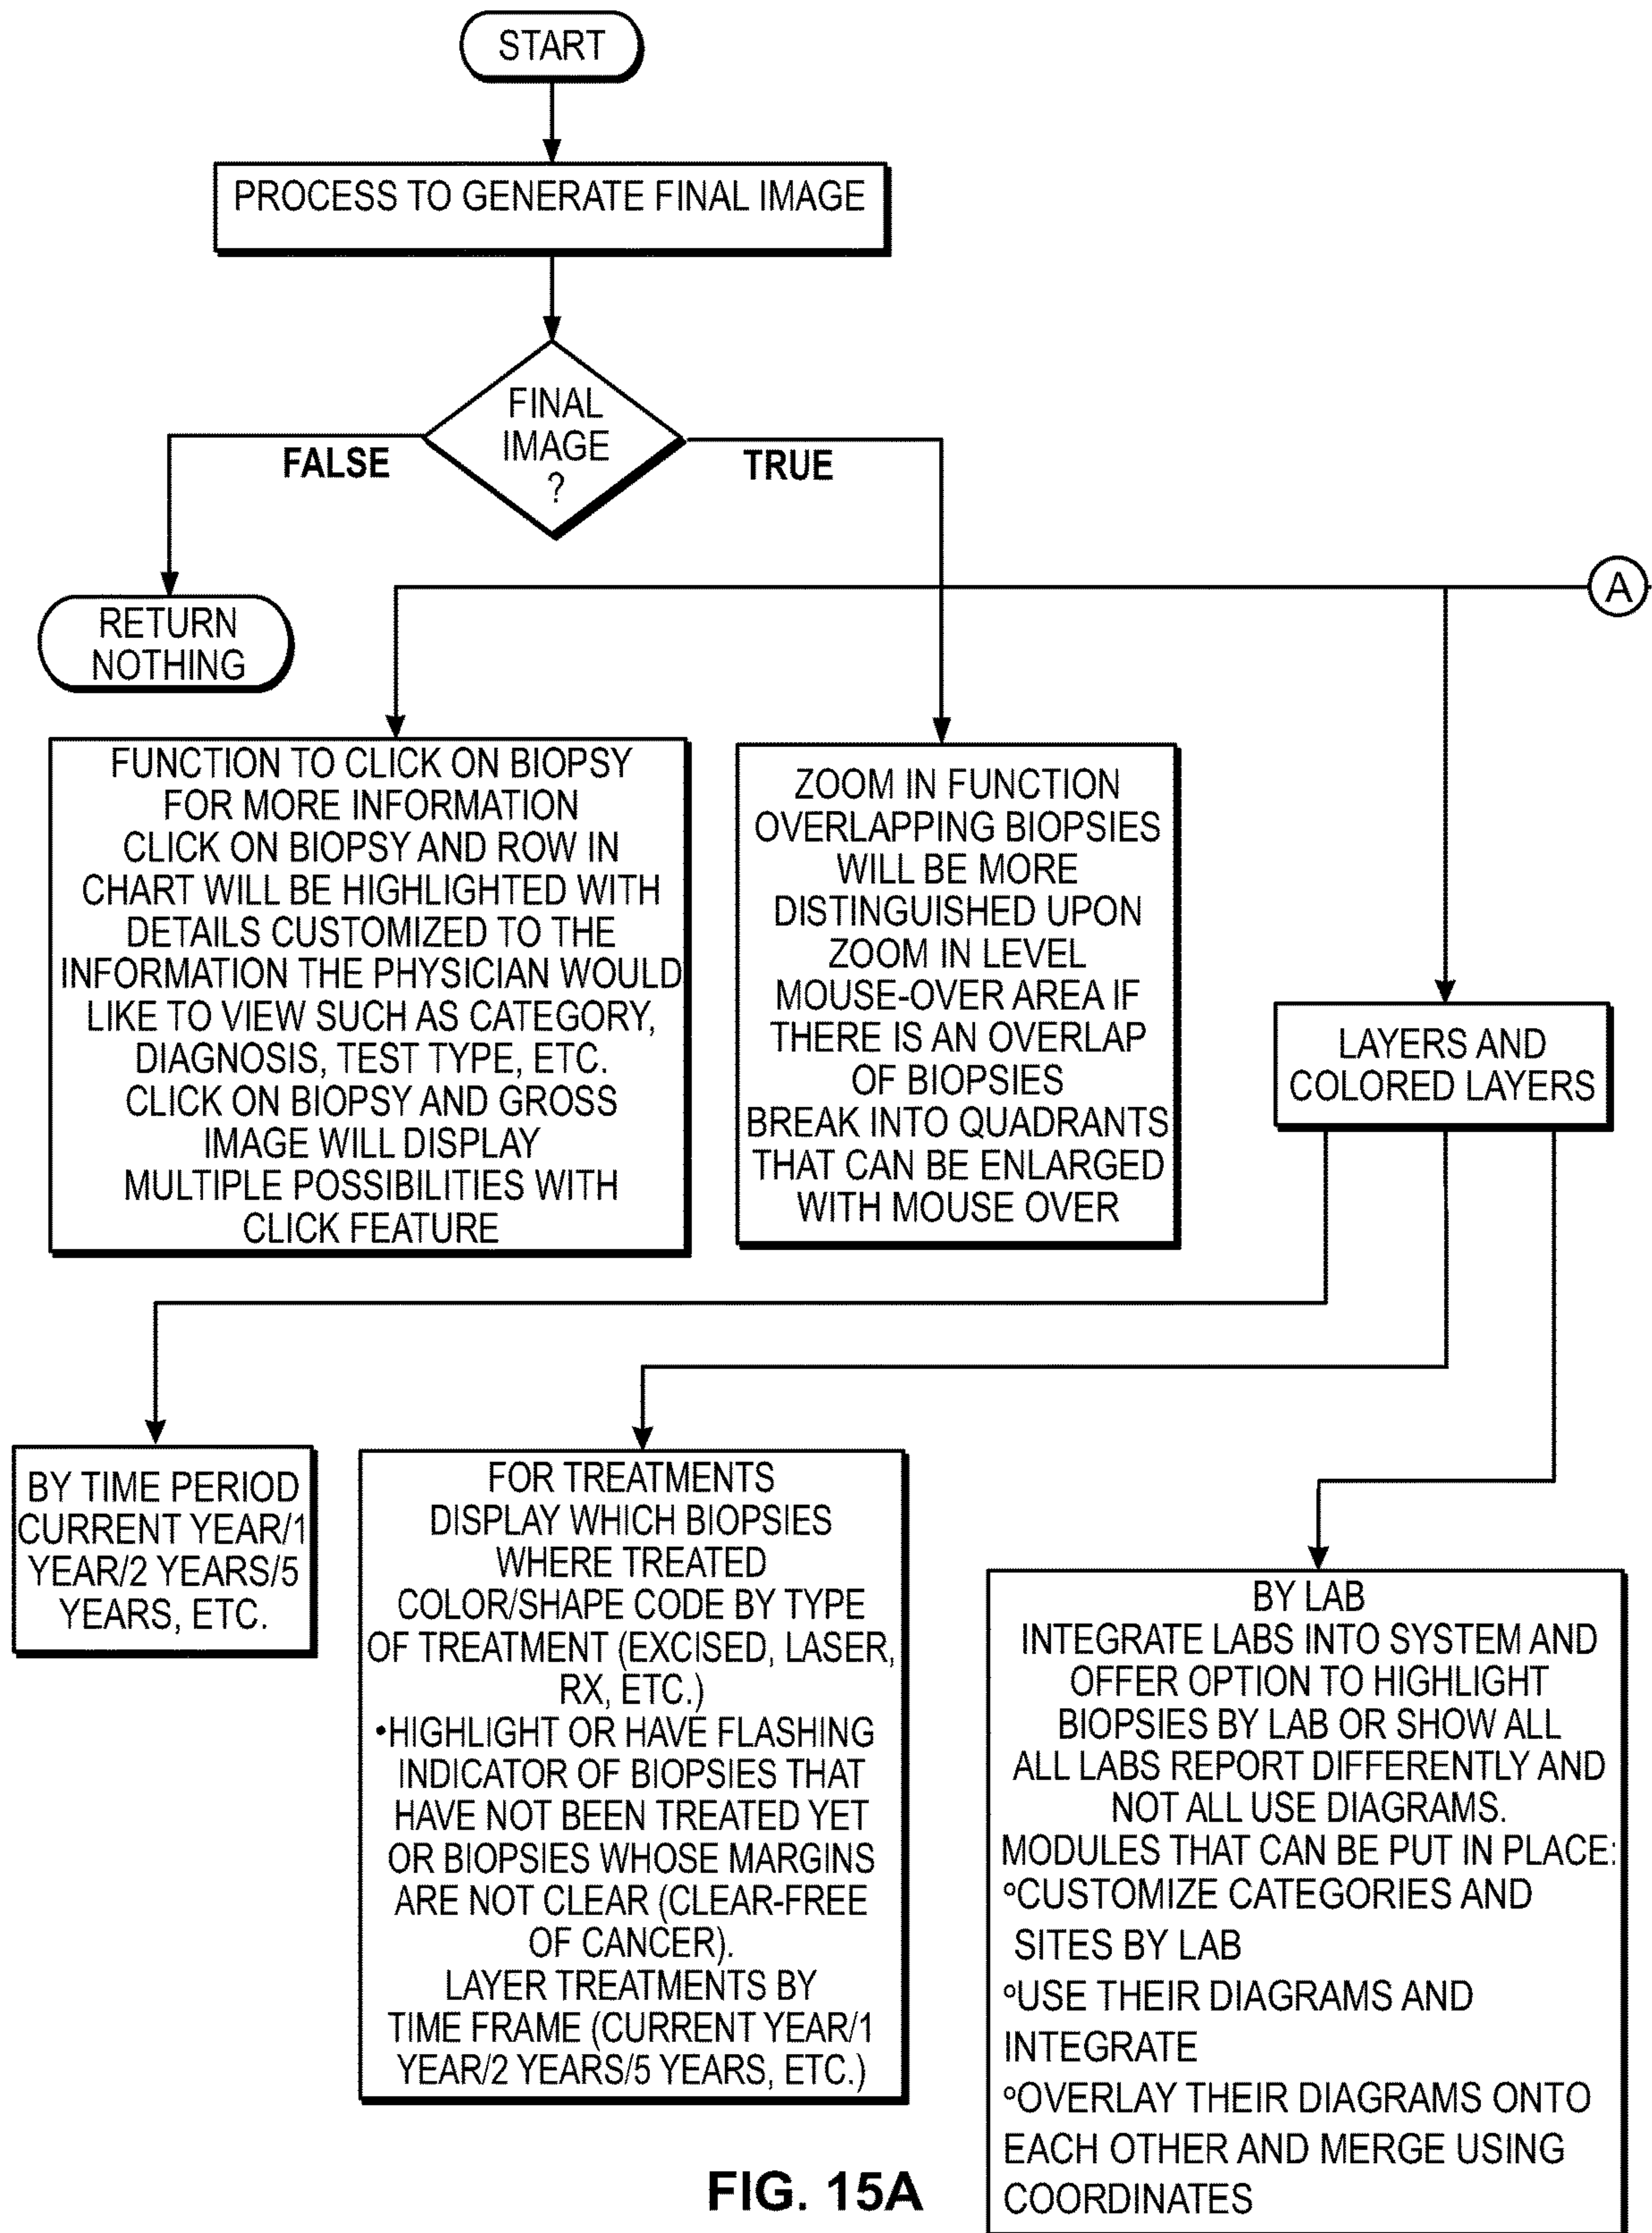 START
PROCESS TO GENERATE FINAL IMAGE
FINAL
IMAGE
?
FALSE
TRUE
A
RETURN
NOTHING
FUNCTION TO CLICK ON BIOPSY
FOR MORE INFORMATION
CLICK ON BIOPSY AND ROW IN
CHART WILL BE HIGHLIGHTED WITH
DETAILS CUSTOMIZED TO THE
INFORMATION THE PHYSICIAN WOULD
LIKE TO VIEW SUCH AS CATEGORY,
DIAGNOSIS, TEST TYPE, ETC.
CLICK ON BIOPSY AND GROSS
IMAGE WILL DISPLAY
MULTIPLE POSSIBILITIES WITH
CLICK FEATURE
ZOOM IN FUNCTION
OVERLAPPING BIOPSIES
WILL BE MORE
DISTINGUISHED UPON
ZOOM IN LEVEL
MOUSE-OVER AREA IF
THERE IS AN OVERLAP
OF BIOPSIES
BREAK INTO QUADRANTS
THAT CAN BE ENLARGED
WITH MOUSE OVER
LAYERS AND
COLORED LAYERS
BY TIME PERIOD
CURRENT YEAR/1
YEAR/2 YEARS/5
YEARS, ETC.
FOR TREATMENTS
DISPLAY WHICH BIOPSIES
WHERE TREATED
COLOR/SHAPE CODE BY TYPE
OF TREATMENT (EXCISED, LASER,
RX, ETC.)
•HIGHLIGHT OR HAVE FLASHING
INDICATOR OF BIOPSIES THAT
HAVE NOT BEEN TREATED YET
OR BIOPSIES WHOSE MARGINS
ARE NOT CLEAR (CLEAR-FREE
OF CANCER).
LAYER TREATMENTS BY
TIME FRAME (CURRENT YEAR/1
YEAR/2 YEARS/5 YEARS, ETC.)
BY LAB
INTEGRATE LABS INTO SYSTEM AND
OFFER OPTION TO HIGHLIGHT
BIOPSIES BY LAB OR SHOW ALL
ALL LABS REPORT DIFFERENTLY AND
NOT ALL USE DIAGRAMS.
MODULES THAT CAN BE PUT IN PLACE:
°CUSTOMIZE CATEGORIES AND
SITES BY LAB
°USE THEIR DIAGRAMS AND
INTEGRATE
°OVERLAY THEIR DIAGRAMS ONTO
EACH OTHER AND MERGE USING
COORDINATES
FIG. 15A